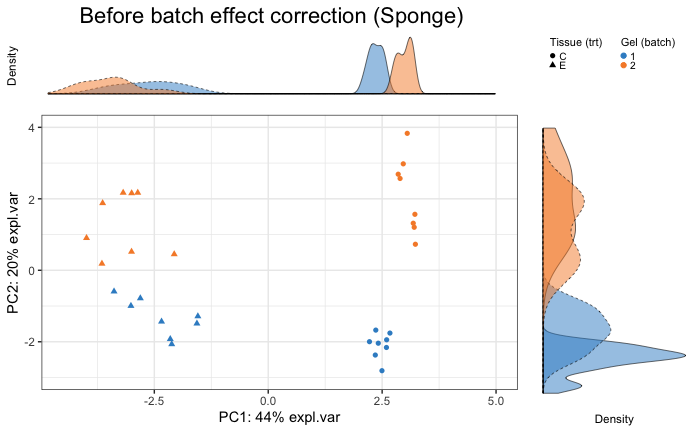 Before batch effect correction (Sponge)
Density
Tissue (trt)
C
E
Gel (batch)
1
2
PC2: 20% expl.var
4
2
0
-2
-2.5
0.0
2.5
5.0
PC1: 44% expl.var
Density